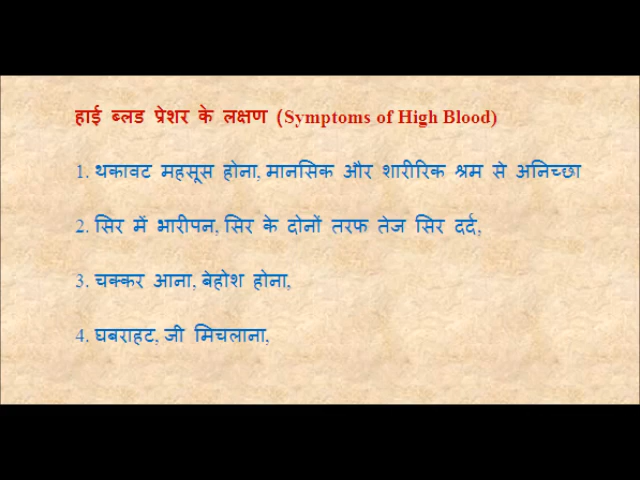 हाई ब्लड प्रेशर के लक्षण (Symptoms of High Blood)
1. थकावट महसूस होना, मानसिक और शारीरिक श्रम से अनिच्छा
2. सिर में भारीपन, सिर के दोनों तरफ तेज सिर दर्द,
3. चक्कर आना, बेहोश होना,
4. घबराहट, जी मिचलाना,